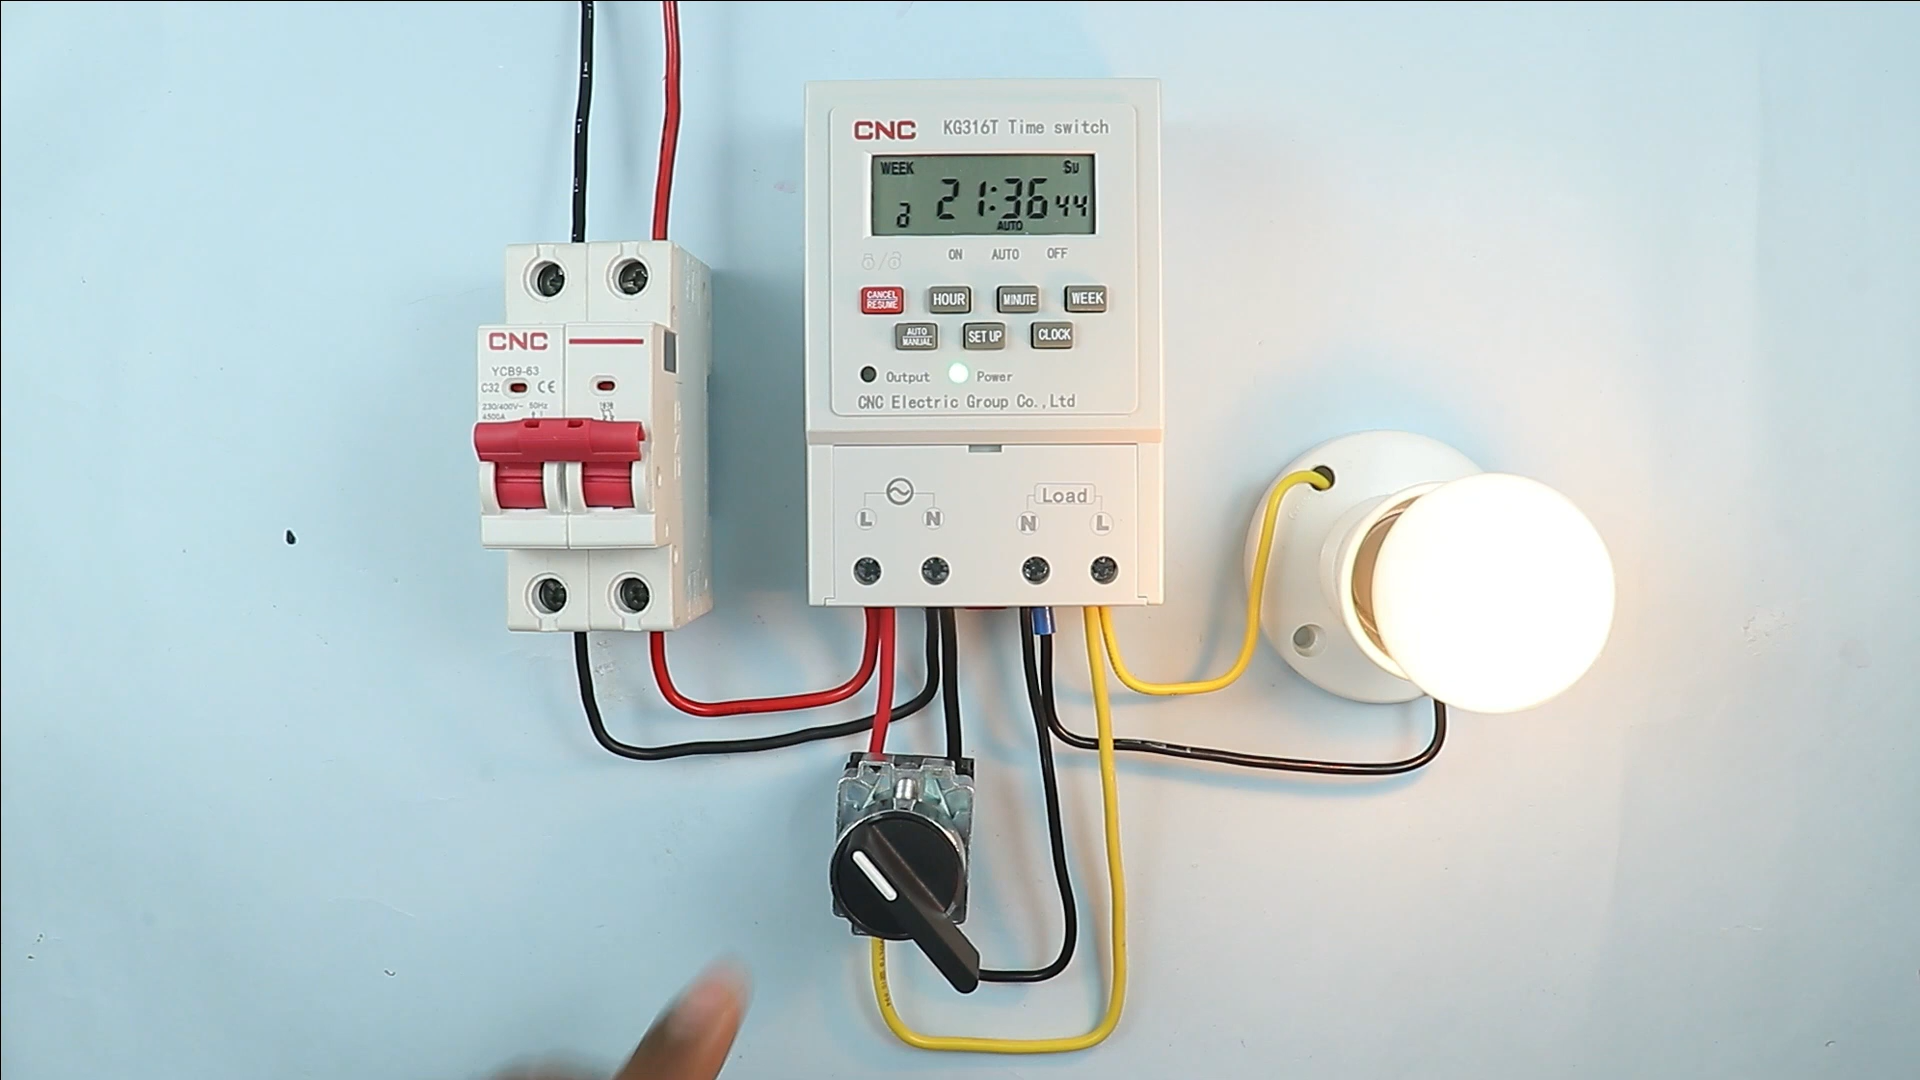 CNC KG316T Time switch
WEEK Su
a 21:36 44
AUTO
ON AUTO OFF
CANCEL RESUME HOUR MINUTE WEEK
AUTO MANUAL SET UP CLOCK
Output Power
CNC Electric Group Co.,Ltd
CNC
YCB9-63
C32 CE
230/400V~ 50Hz
4500A
Load
L N N L